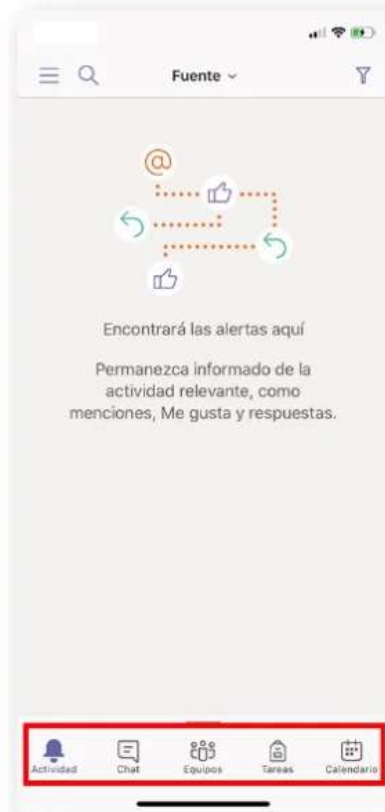 Fuente
@
Encontrará las alertas aquí
Permanezca informado de la
actividad relevante, como
menciones, Me gusta y respuestas.
Actividad Chat Equipos Tareas Calendario